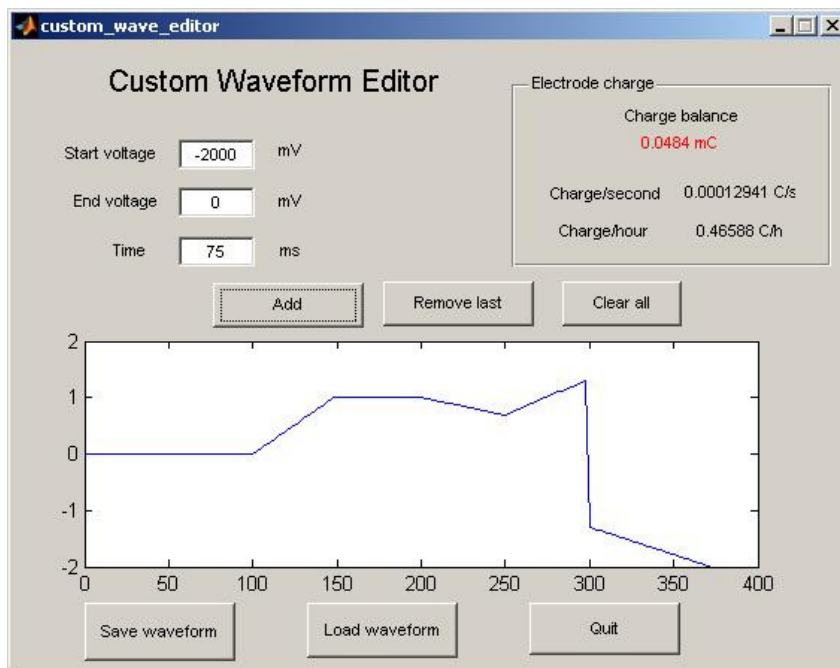 custom_wave_editor
Custom Waveform Editor
Electrode charge
Charge balance
0.0484 mC
Start voltage -2000 mV
End voltage 0 mV
Charge/second 0.00012941 C/s
Time 75 ms
Charge/hour 0.46588 C/h
Add Remove last Clear all
2
1
0
-1
-2
0 50 100 150 200 250 300 350 400
Save waveform Load waveform Quit